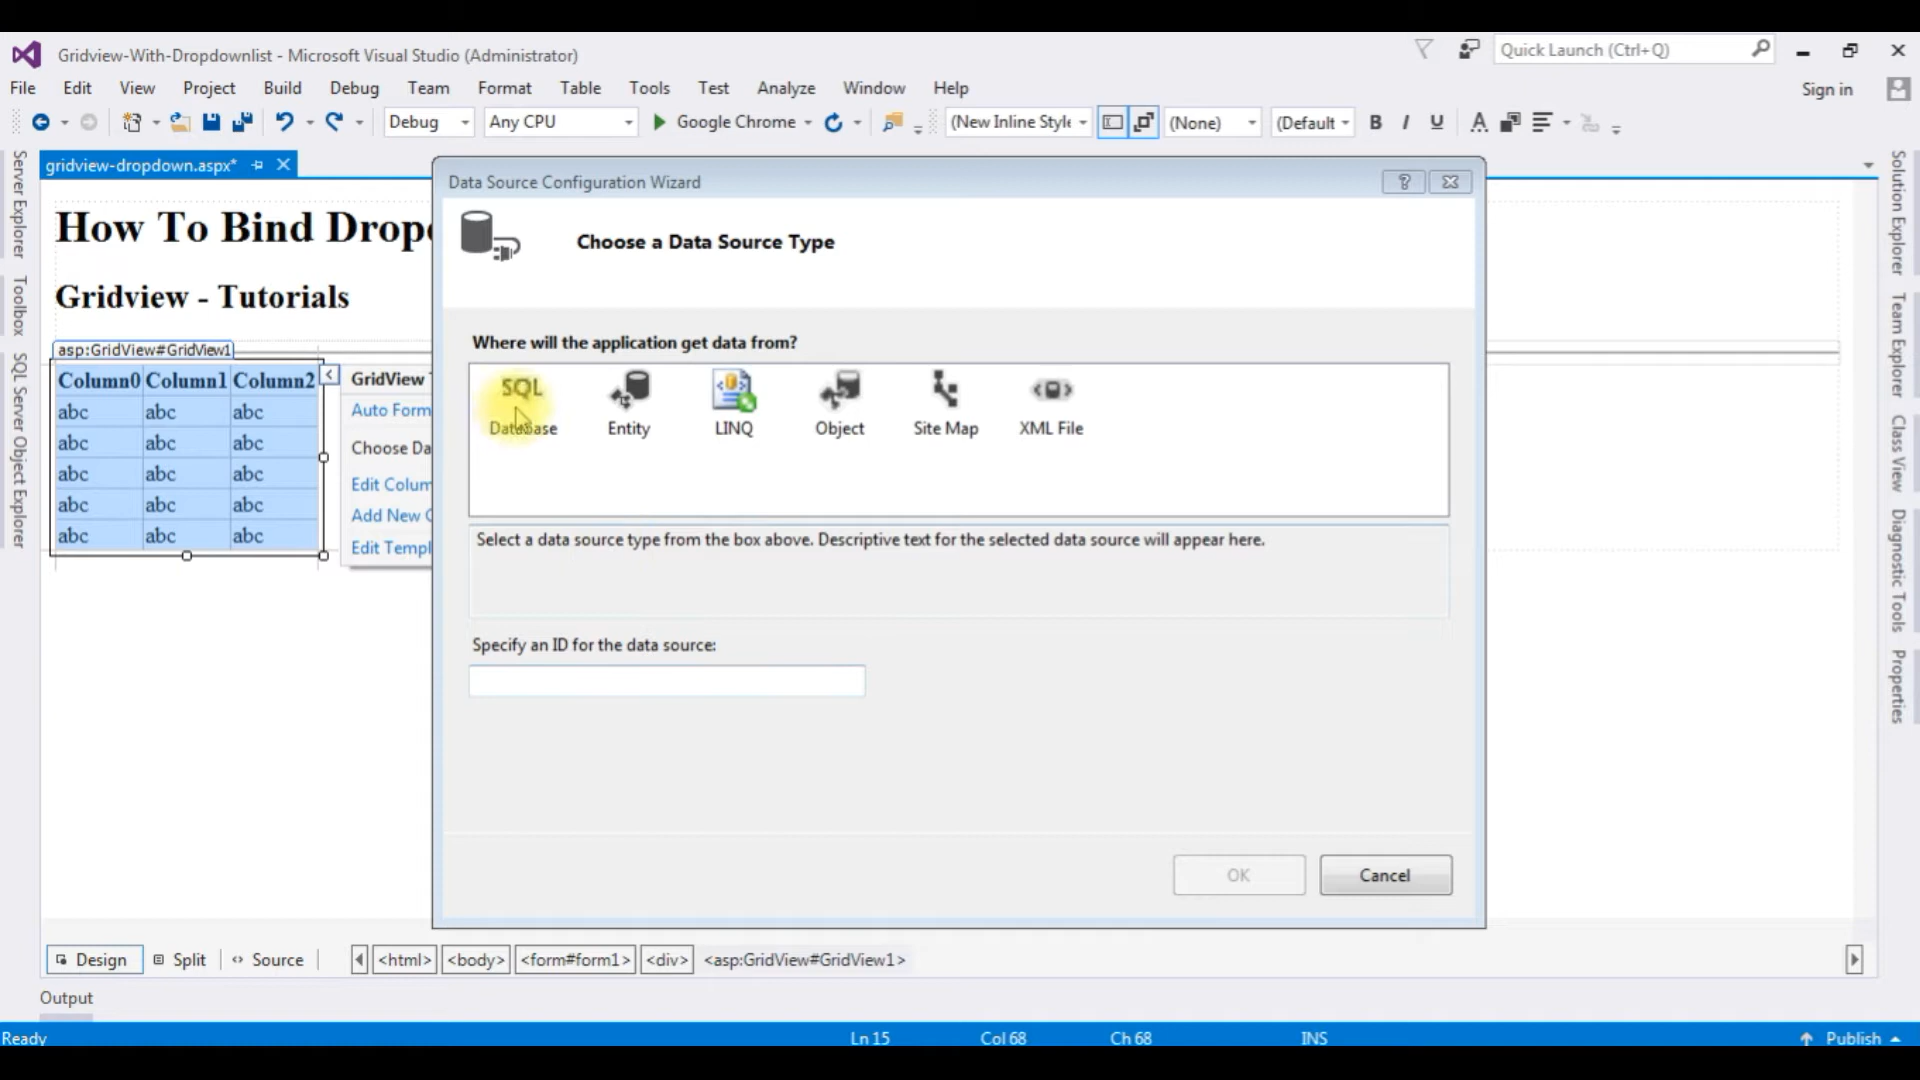 Gridview-With-Dropdownlist - Microsoft Visual Studio (Administrator)
Quick Launch (Ctrl+Q)
File Edit View Project Build Debug Team Format Table Tools Test Analyze Window Help
Sign in
Debug Any CPU Google Chrome (New Inline Style (None) (Default B I U A
gridview-dropdown.aspx*
Server Explorer
Toolbox
SQL Server Object Explorer
How To Bind Drop
Gridview - Tutorials
asp:GridView#GridView1
Column0 Column1 Column2
abc abc abc
abc abc abc
abc abc abc
abc abc abc
abc abc abc
GridView
Auto Form
Choose Da
Edit Colum
Add New
Edit Templ
Data Source Configuration Wizard
Choose a Data Source Type
Where will the application get data from?
SQL
Database Entity LINQ Object Site Map XML File
Select a data source type from the box above. Descriptive text for the selected data source will appear here.
Specify an ID for the data source:
OK Cancel
Solution Explorer
Team Explorer
Class View
Diagnostic Tools
Properties
Design Split Source <html> <body> <form#form1> <div> <asp:GridView#GridView1>
Output
Ready Ln 15 Col 68 Ch 68 INS Publish